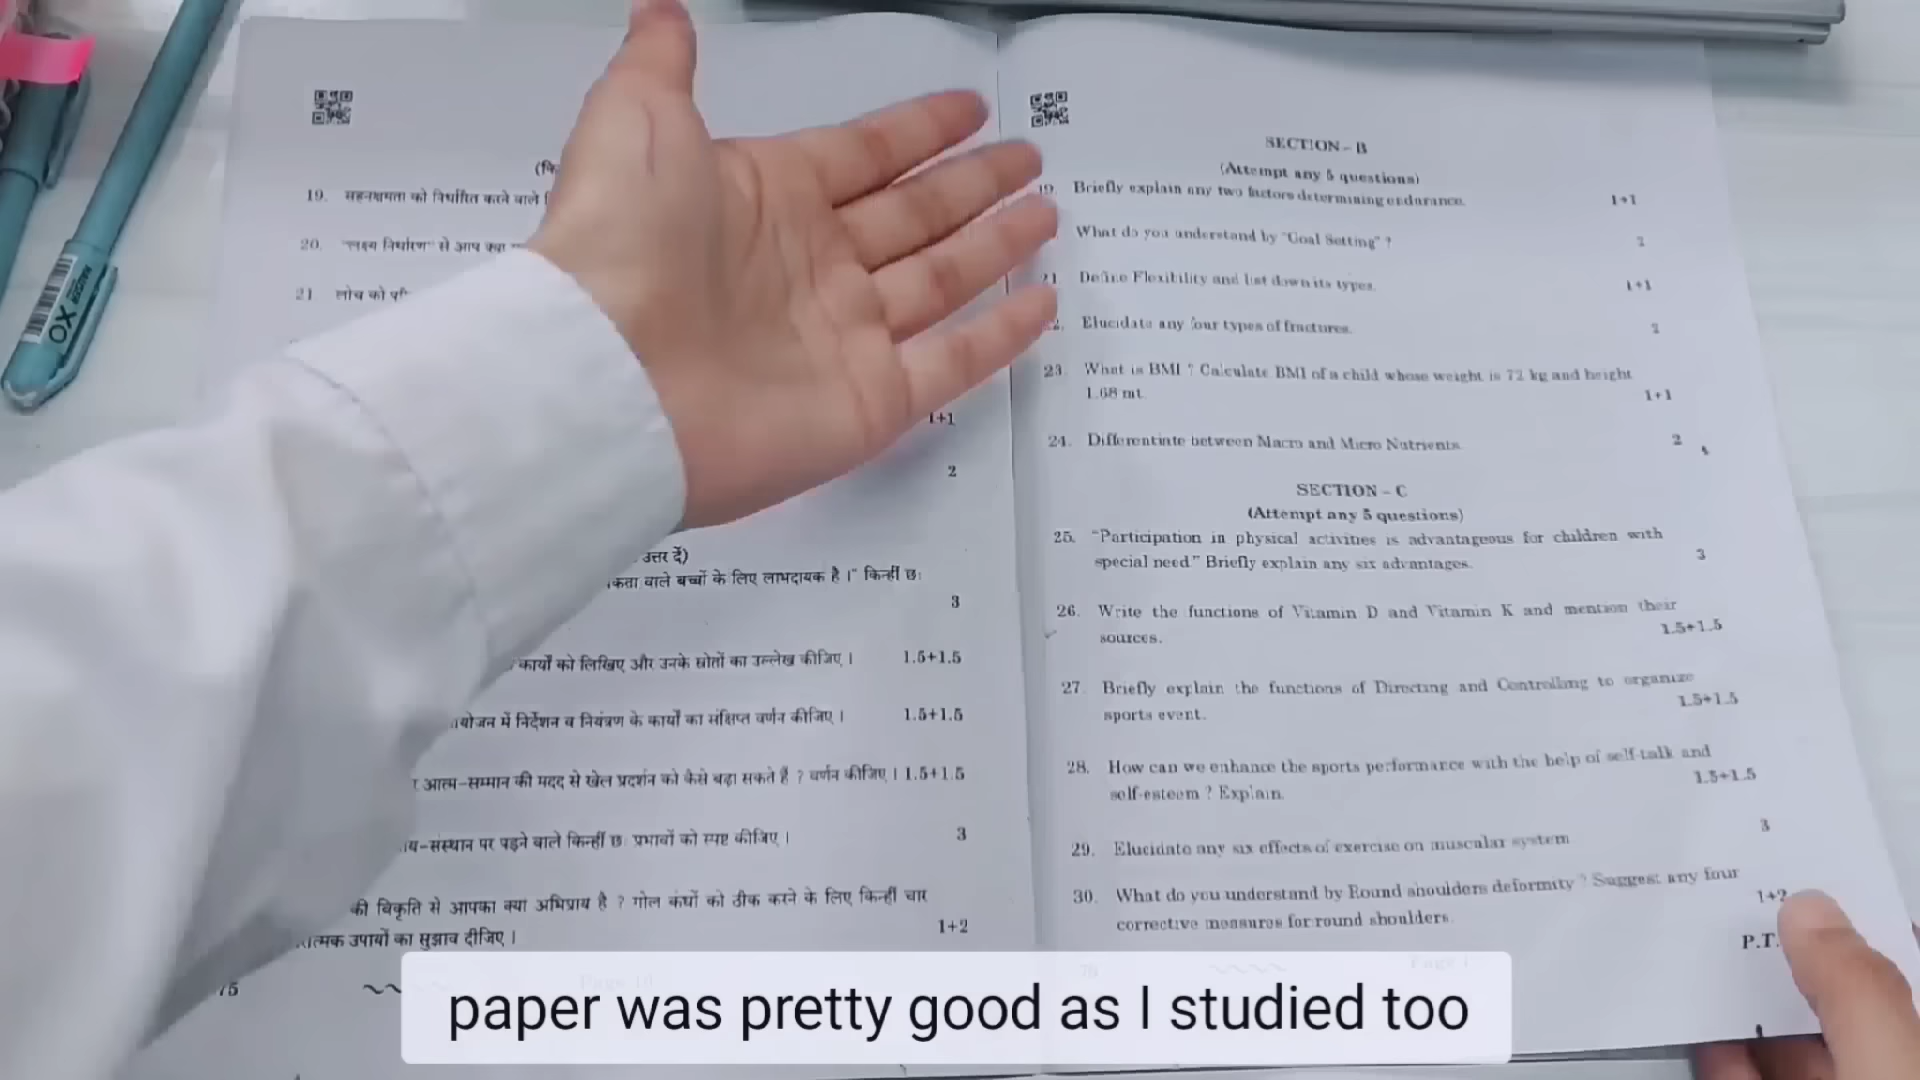 (कि
19. सहनक्षमता को निर्धारित करने वाले
20. "लक्ष्य निर्धारण" से आप क्या
21 लोच को
1+1
2
उत्तर दें)
वाले बच्चों के लिए लाभदायक है ।" किन्हीं छः
3
कार्यों को लिखिए और उनके स्रोतों का उल्लेख कीजिए । 1.5+1.5
में निर्देशन व नियंत्रण के कार्यों का संक्षिप्त वर्णन कीजिए । 1.5+1.5
आत्म-सम्मान की मदद से खेल प्रदर्शन को कैसे बढ़ा सकते हैं ? वर्णन कीजिए । 1.5+1.5
संस्थान पर पड़ने वाले किन्हीं छः प्रभावों को स्पष्ट कीजिए । 3
की विकृति से आपका क्या अभिप्राय है ? गोल कंधों को ठीक करने के लिए किन्हीं चार
उपायों का सुझाव दीजिए । 1+2
SECTION – B
(Attempt any 5 questions)
19. Briefly explain any two factors determining endurance. 1+1
What do you understand by "Goal Setting" ? 2
21 Define Flexibility and list down its types. 1+1
2. Elucidate any four types of fractures. 2
23. What is BMI ? Calculate BMI of a child whose weight is 72 kg and height
1.68 mt. 1+1
24. Differentiate between Macro and Micro Nutrients. 2
SECTION – C
(Attempt any 5 questions)
25. "Participation in physical activities is advantageous for children with
special need" Briefly explain any six advantages. 3
26. Write the functions of Vitamin D and Vitamin K and mention their
sources. 1.5+1.5
27. Briefly explain the functions of Directing and Controlling to organize
sports event. 1.5+1.5
28. How can we enhance the sports performance with the help of self-talk and
self-esteem ? Explain. 1.5+1.5
29. Elucidate any six effects of exercise on muscular system 3
30. What do you understand by Round shoulders deformity ? Suggest any four
corrective measures for round shoulders. 1+2
P.T.
75
paper was pretty good as I studied too